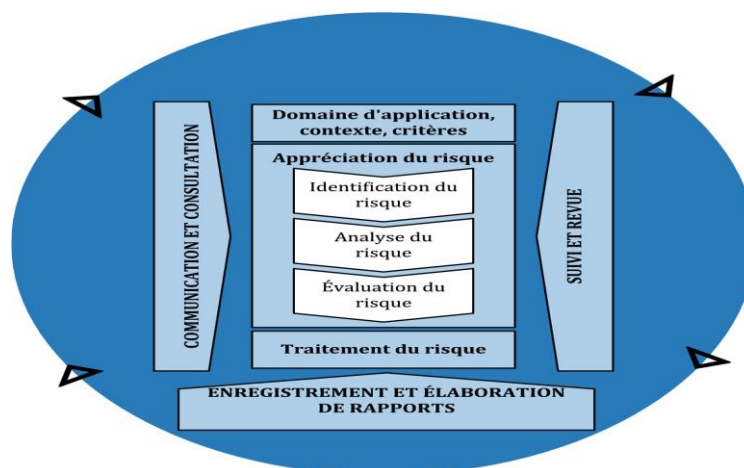 Domaine d'application,
contexte, critères
Appréciation du risque
Identification du
risque
Analyse du
risque
Évaluation du
risque
Traitement du risque
COMMUNICATION ET CONSULTATION
SUIVI ET REVUE
ENREGISTREMENT ET ÉLABORATION
DE RAPPORTS